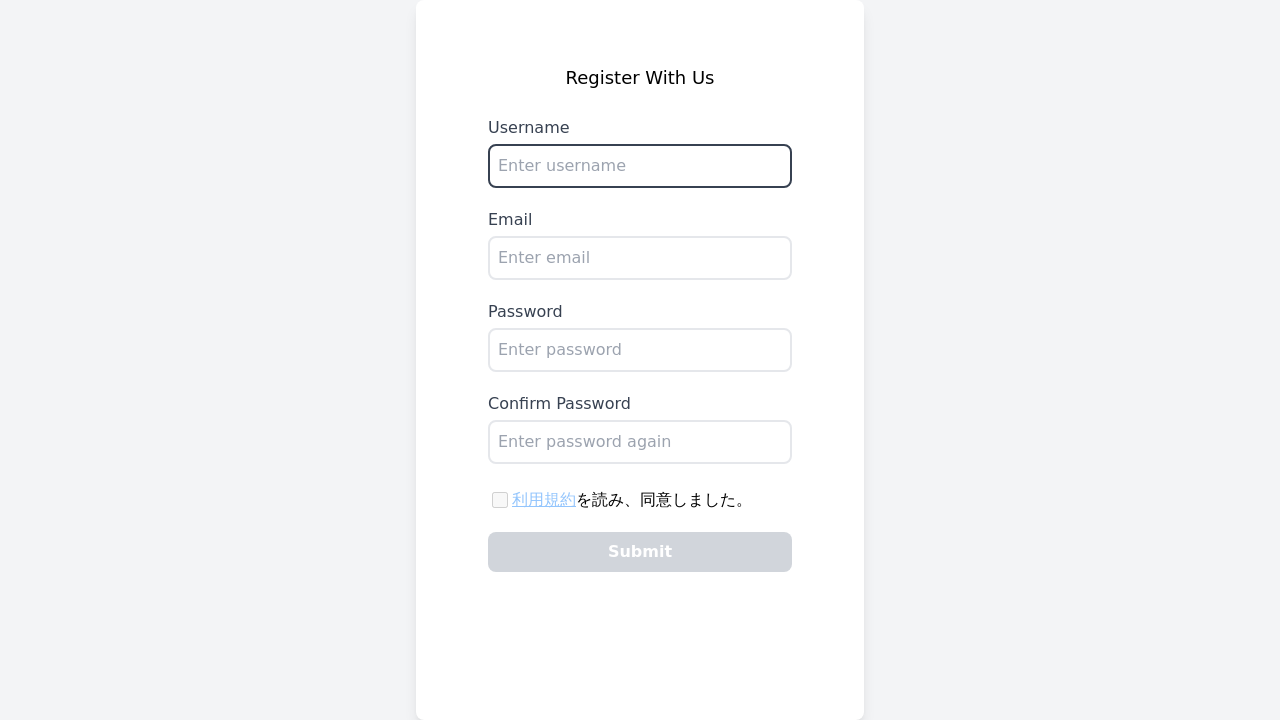 Register With Us
Username
Enter username
Email
Enter email
Password
Enter password
Confirm Password
Enter password again
利用規約を読み、同意しました。
Submit